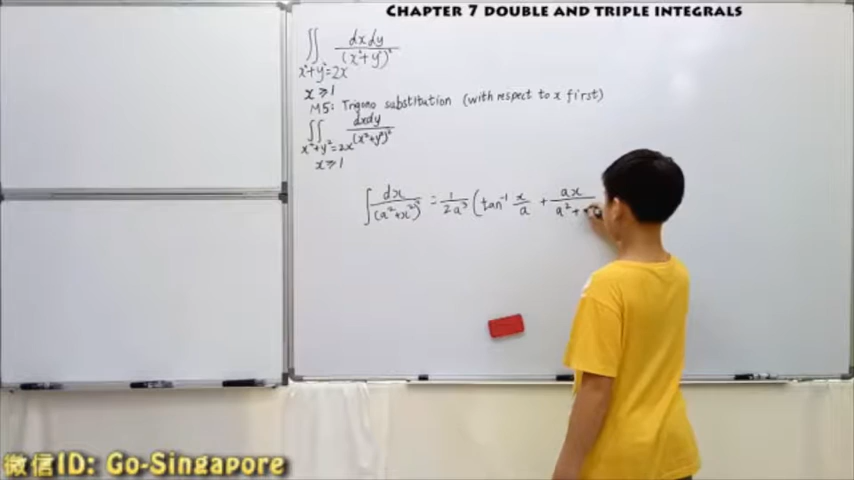 CHAPTER 7 DOUBLE AND TRIPLE INTEGRALS
∬ dxdy/(x²+y²)²
x²+y²=2x
x≥1
M5: Trigono substitution (with respect to x first)
∬ dxdy/(x²+y²)²
x²+y²=2x
x≥1
∫ dx/(a²+x²)² = 1/2a³ (tan⁻¹ x/a + ax/a²+
微信ID: Go-Singapore